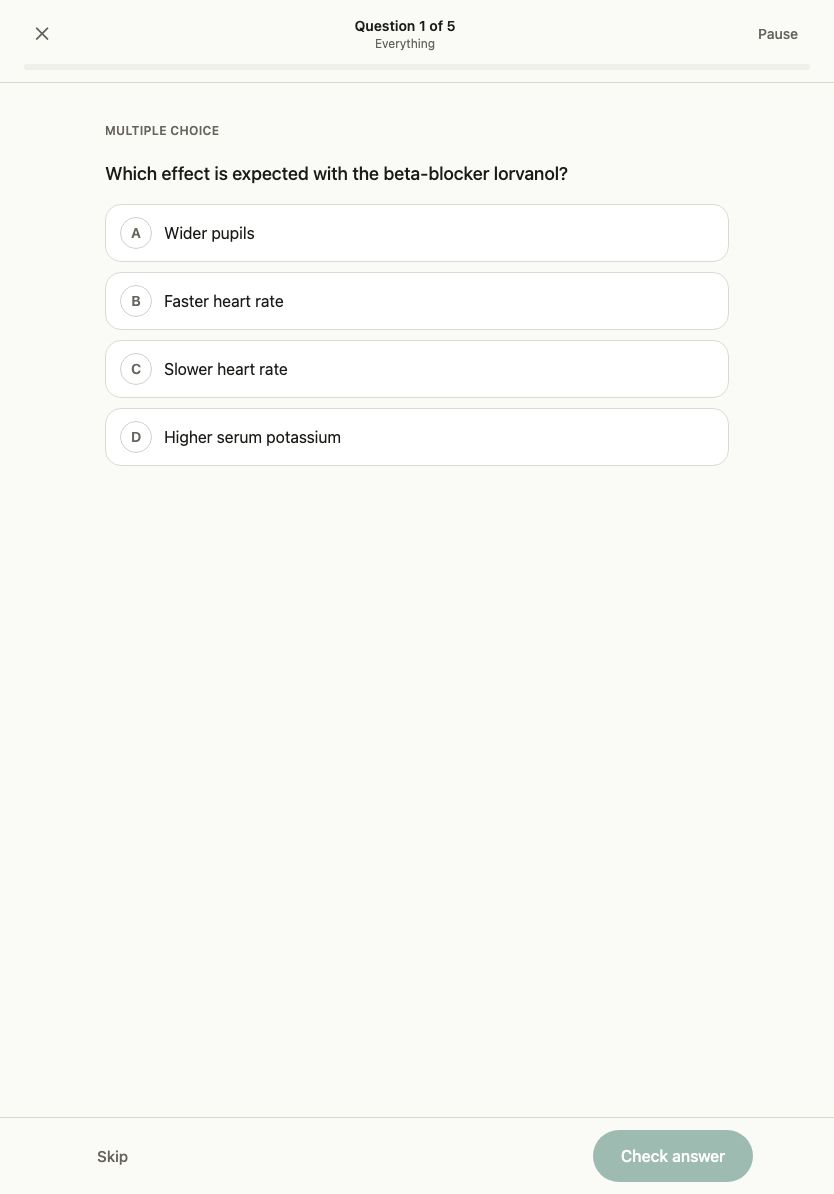 Question 1 of 5
Everything
Pause
MULTIPLE CHOICE
Which effect is expected with the beta-blocker lorvanol?
A Wider pupils
B Faster heart rate
C Slower heart rate
D Higher serum potassium
Skip
Check answer